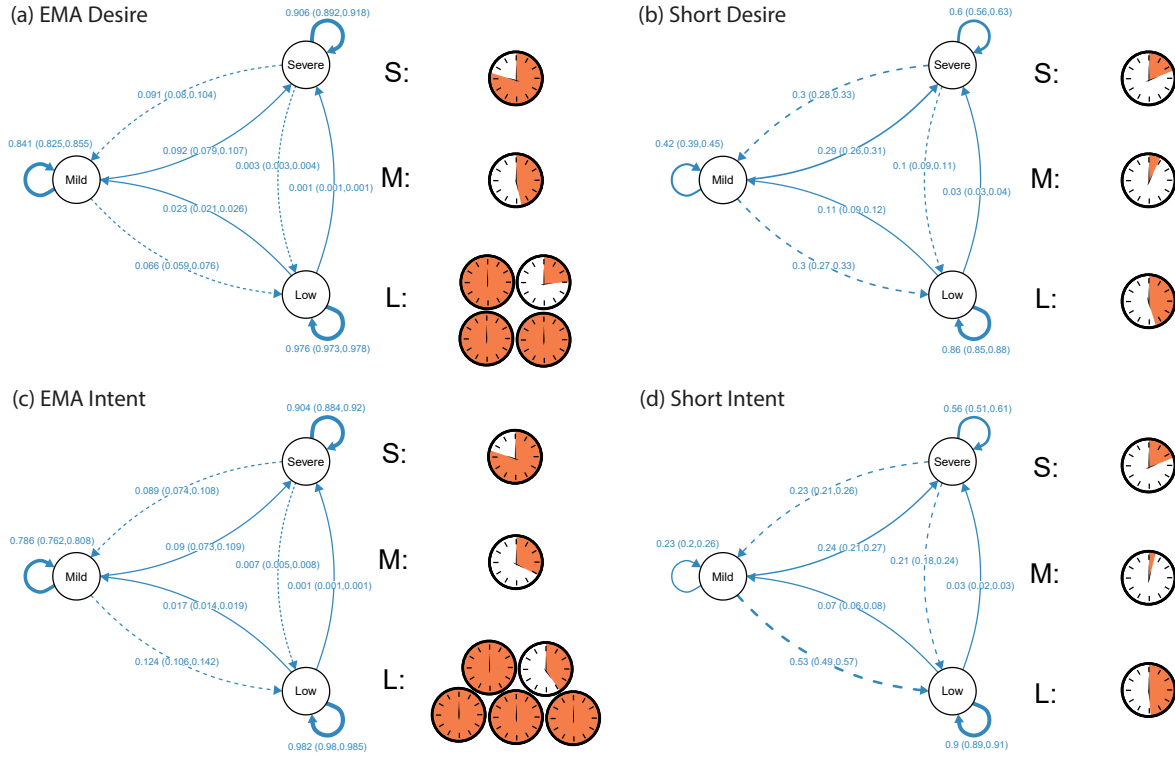 (a) EMA Desire
0.906 (0.892,0.918)
Severe
S:
0.091 (0.08,0.104)
0.841 (0.825,0.855)
0.092 (0.079,0.107)
0.003 (0.003,0.004)
Mild
M:
0.001 (0.001,0.001)
0.023 (0.021,0.026)
0.066 (0.059,0.076)
Low
L:
0.976 (0.973,0.978)
(b) Short Desire
0.6 (0.56,0.63)
Severe
S:
0.3 (0.28,0.33)
0.42 (0.39,0.45)
0.29 (0.26,0.31)
0.1 (0.09,0.11)
Mild
M:
0.03 (0.03,0.04)
0.11 (0.09,0.12)
0.3 (0.27,0.33)
Low
L:
0.86 (0.85,0.88)
(c) EMA Intent
0.904 (0.884,0.92)
Severe
S:
0.089 (0.074,0.108)
0.786 (0.762,0.808)
0.09 (0.073,0.109)
0.007 (0.005,0.008)
Mild
M:
0.001 (0.001,0.001)
0.017 (0.014,0.019)
0.124 (0.106,0.142)
Low
L:
0.982 (0.98,0.985)
(d) Short Intent
0.56 (0.51,0.61)
Severe
S:
0.23 (0.21,0.26)
0.23 (0.2,0.26)
0.24 (0.21,0.27)
0.21 (0.18,0.24)
Mild
M:
0.03 (0.02,0.03)
0.07 (0.06,0.08)
0.53 (0.49,0.57)
Low
L:
0.9 (0.89,0.91)